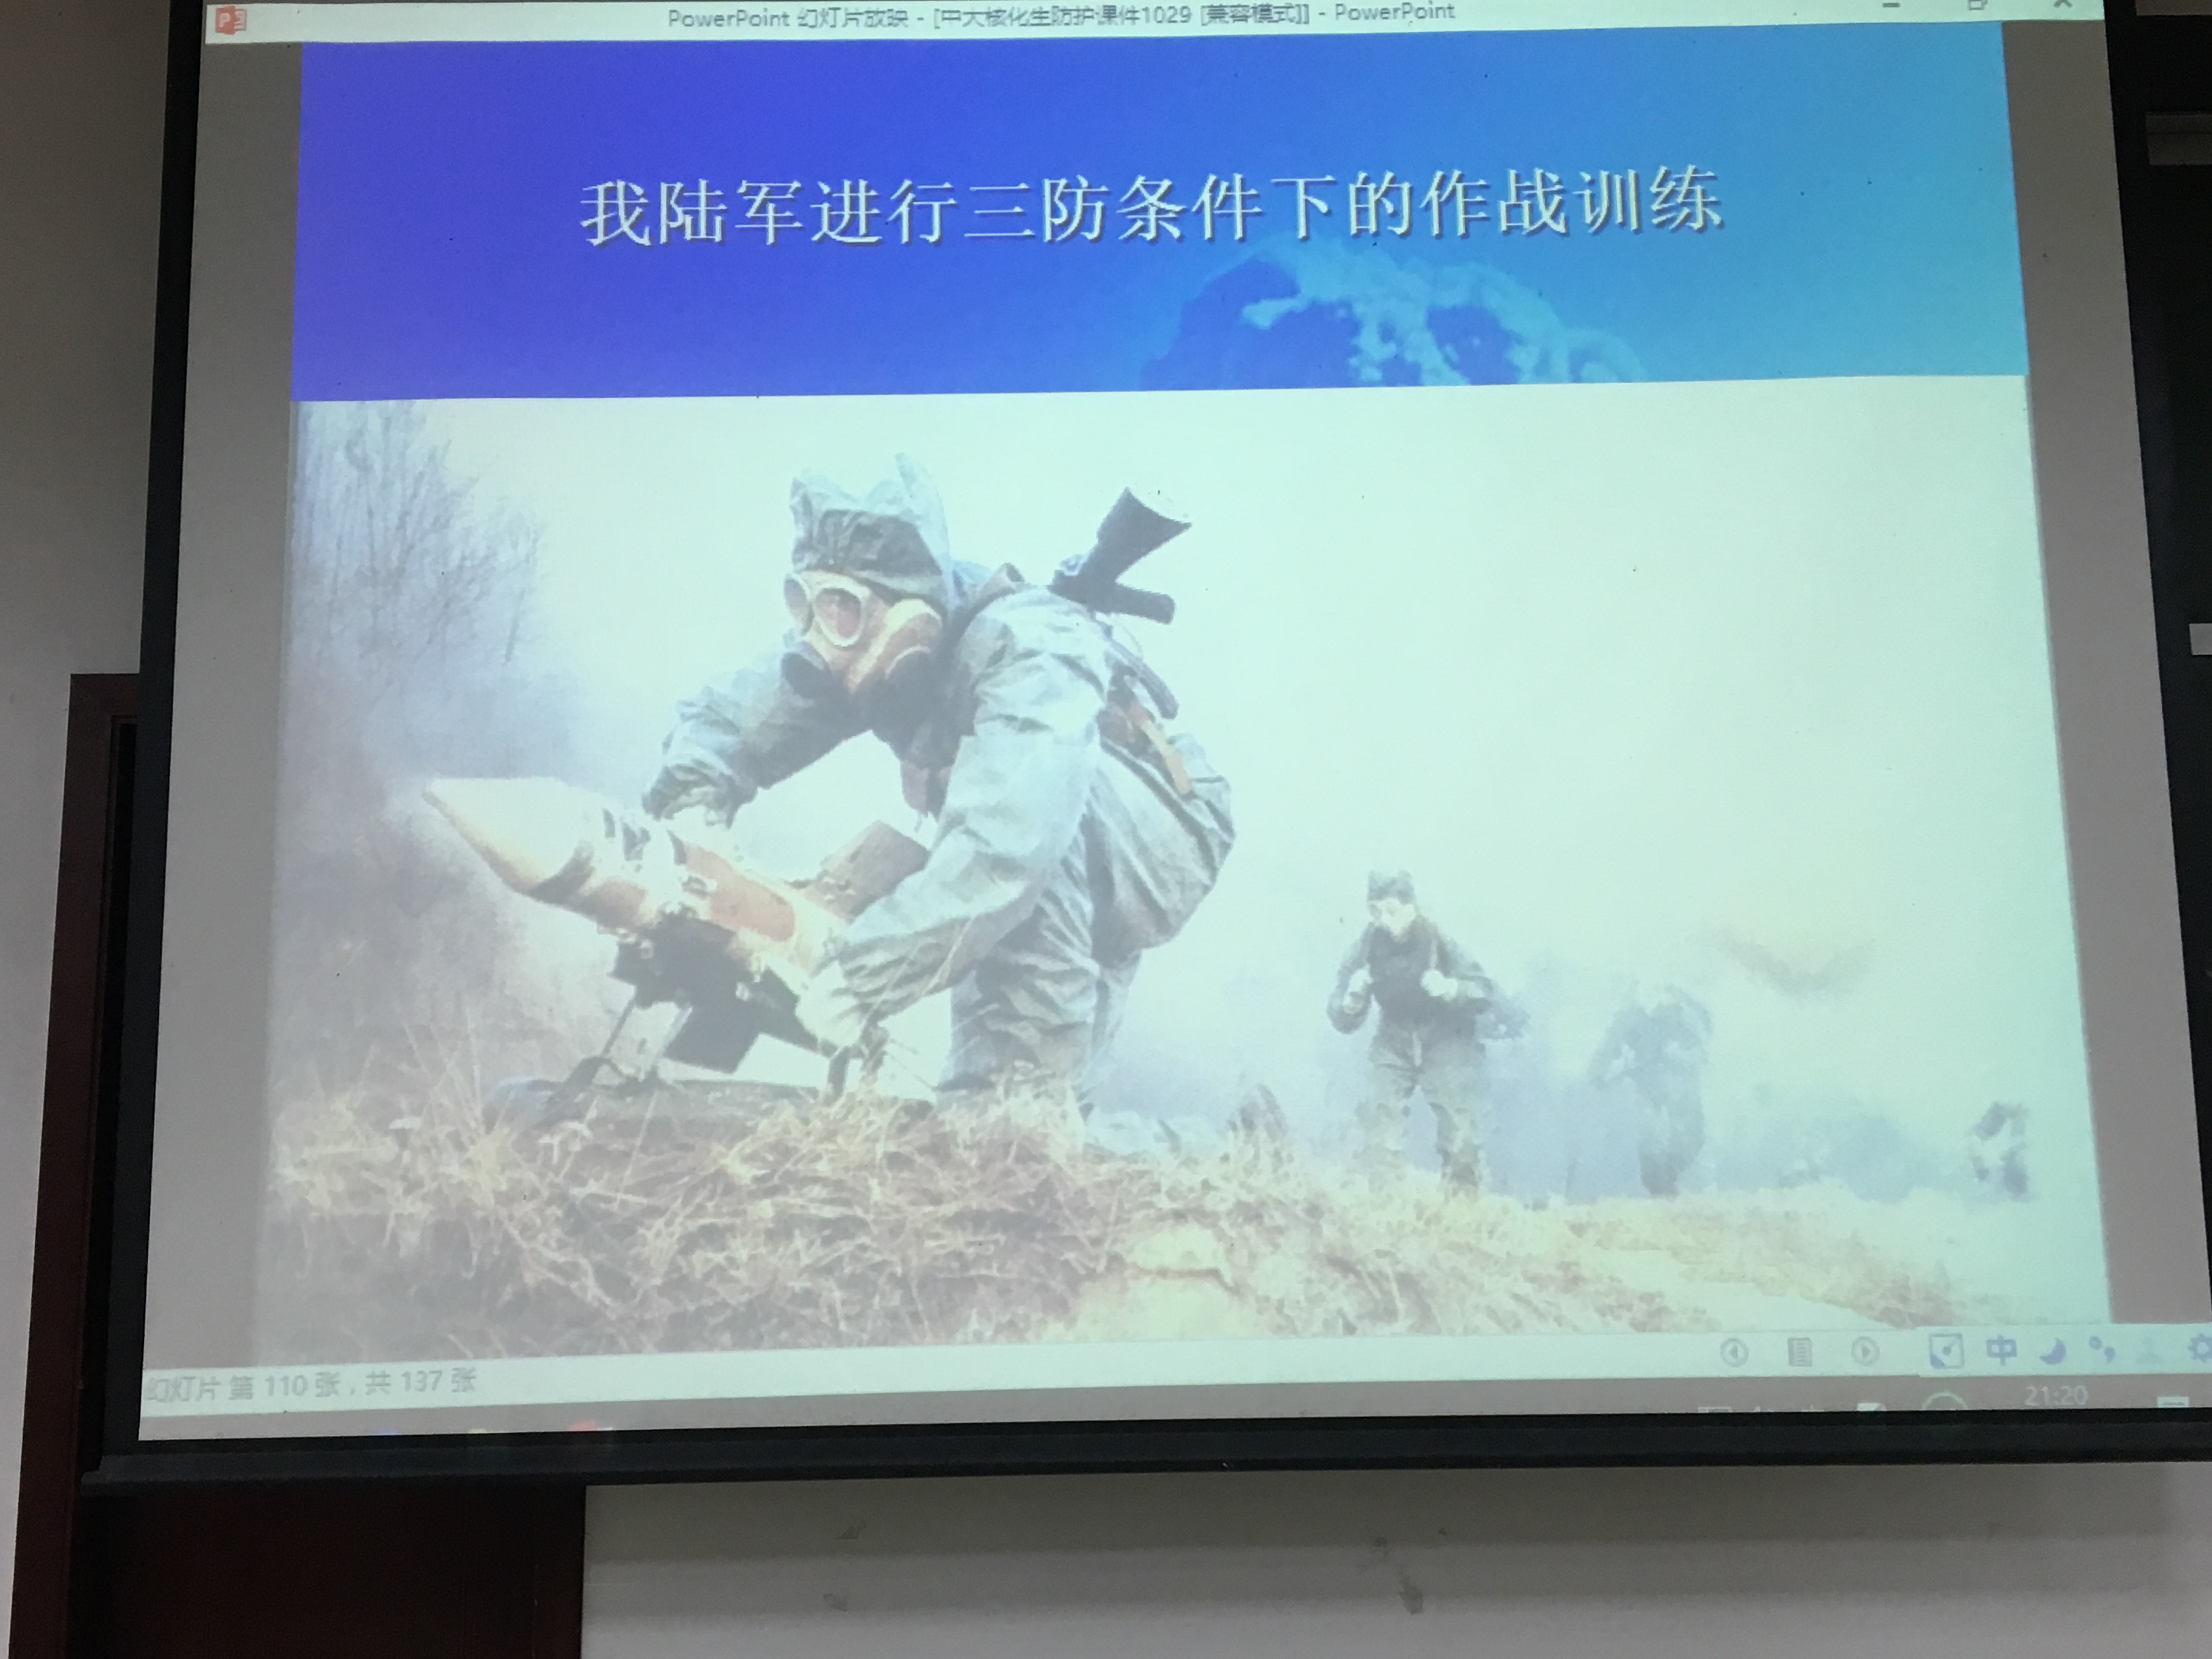 PowerPoint 幻灯片放映 - [中大核化生防护课件1029 [兼容模式]] - PowerPoint
我陆军进行三防条件下的作战训练
幻灯片 第 110 张，共 137 张
中
21:20